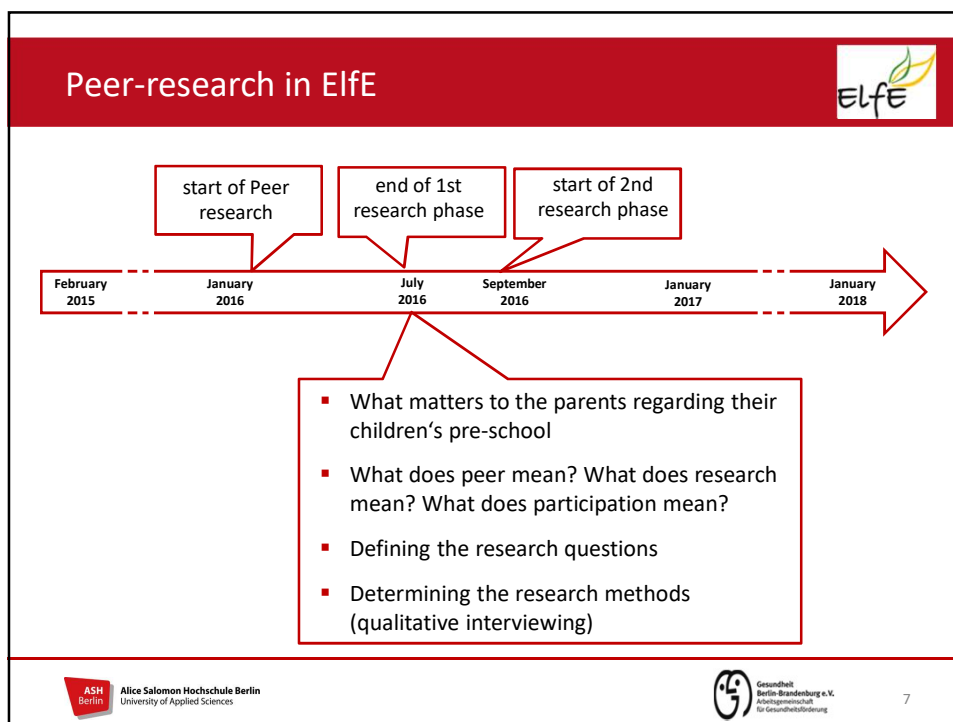 Peer-research in ElfE
ElfE
start of Peer
research
end of 1st
research phase
start of 2nd
research phase
February
2015
January
2016
July
2016
September
2016
January
2017
January
2018
▪ What matters to the parents regarding their
children‘s pre-school
▪ What does peer mean? What does research
mean? What does participation mean?
▪ Defining the research questions
▪ Determining the research methods
(qualitative interviewing)
ASH
Berlin
Alice Salomon Hochschule Berlin
University of Applied Sciences
Gesundheit
Berlin-Brandenburg e.V.
Arbeitsgemeinschaft
für Gesundheitsförderung
7